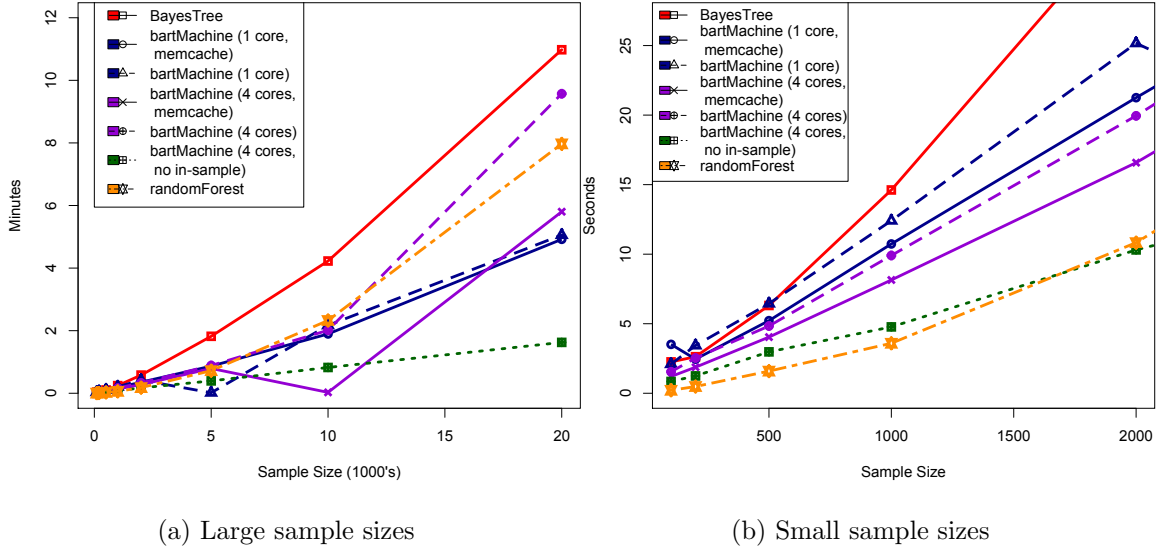 12
10
8
6
4
2
0
Minutes
BayesTree
bartMachine (1 core,
memcache)
bartMachine (1 core)
bartMachine (4 cores,
memcache)
bartMachine (4 cores)
bartMachine (4 cores,
no in-sample)
randomForest
0
5
10
15
20
Sample Size (1000's)
(a) Large sample sizes
25
20
15
10
5
0
Seconds
BayesTree
bartMachine (1 core,
memcache)
bartMachine (1 core)
bartMachine (4 cores,
memcache)
bartMachine (4 cores)
bartMachine (4 cores,
no in-sample)
randomForest
500
1000
1500
2000
Sample Size
(b) Small sample sizes